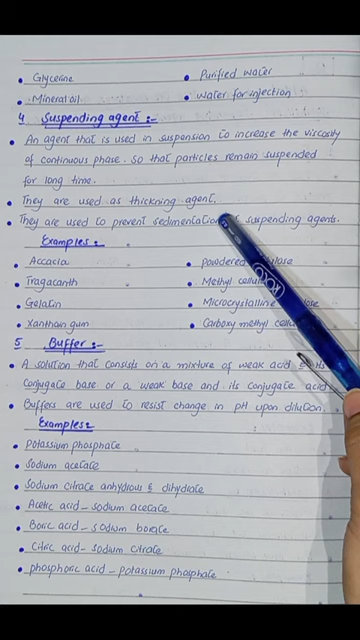 • Glycerine • Purified water
• Mineral oil • Water for injection
4 Suspending agent :-
• An agent that is used in suspension to increase the viscosity
of continuous phase. so that particles remain suspended
for long time.
• They are used as thickning agent.
• They are used to prevent sedimentation suspending agents.
Examples :
• Accacia • Powdered
• Tragacanth • Methyl
• Gelatin • Microcrystalline
• Xanthan gum • Carboxy methyl
5 Buffer :-
• A solution that consists on a mixture of weak acid & its
Conjugate base or a weak base and its conjugate acid
• Buffers are used to resist change in pH upon dilution.
Examples :
• Potassium phosphate
• Sodium acetate
• Sodium citrate anhydrous & dihydrate
• Acetic acid - sodium acetate
• Boric acid - sodium borate
• Citric acid - sodium citrate
• phosphoric acid - potassium phosphate